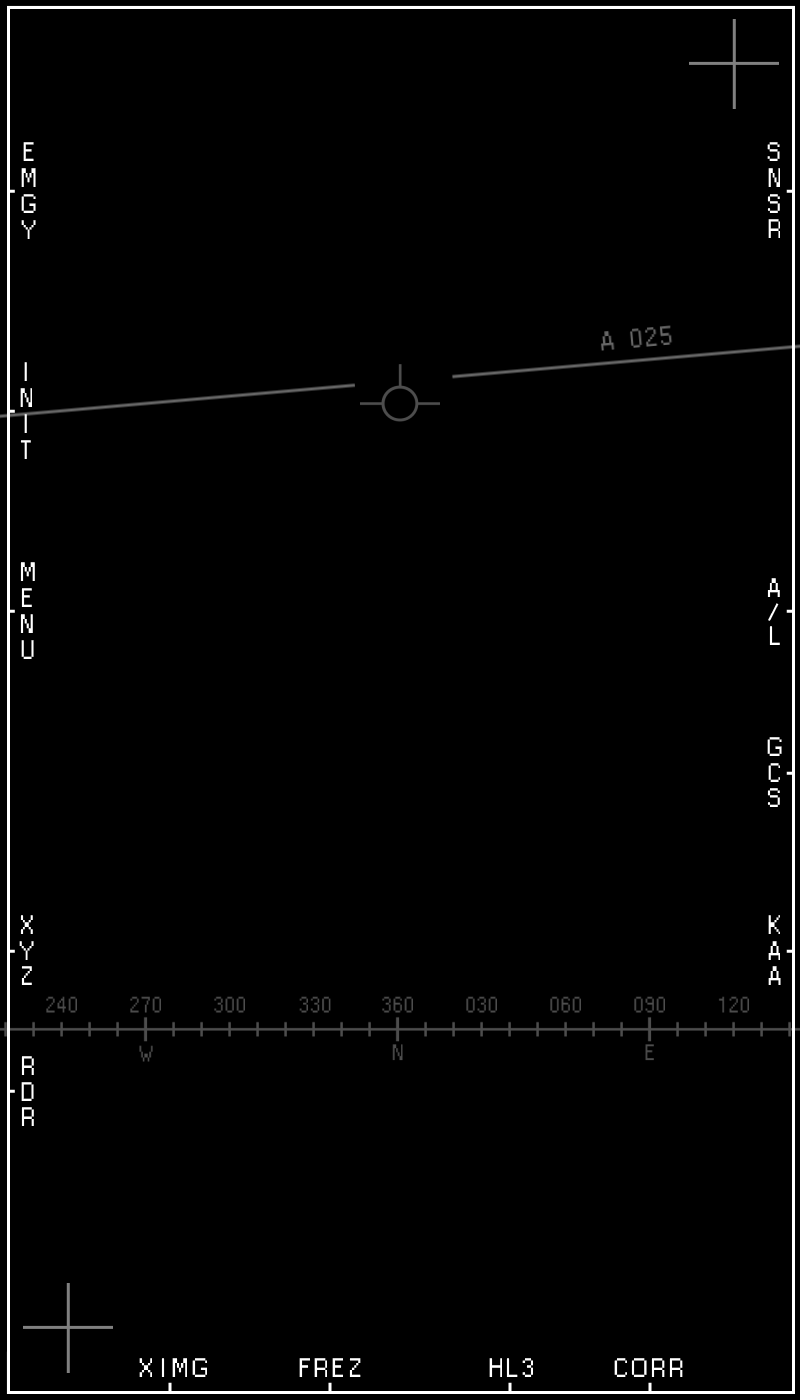 EMGY
SNSR
A 025
INIT
MENU
A/L
GCS
XYZ
KAA
240 270 300 330 360 030 060 090 120
W N E
RDR
XIMG FREZ HL3 CORR